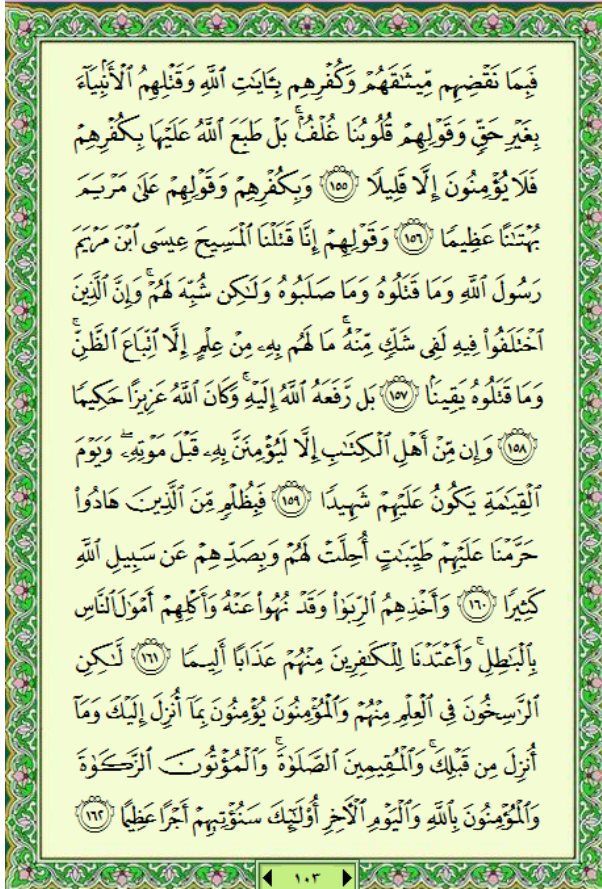 فَبِمَا نَقۡضِهِم مِّيثَٰقَهُمۡ وَكُفۡرِهِم بِـَٔايَٰتِ ٱللَّهِ وَقَتۡلِهِمُ ٱلۡأَنۢبِيَآءَ
بِغَيۡرِ حَقّٖ وَقَوۡلِهِمۡ قُلُوبُنَا غُلۡفُۢۚ بَلۡ طَبَعَ ٱللَّهُ عَلَيۡهَا بِكُفۡرِهِمۡ
فَلَا يُؤۡمِنُونَ إِلَّا قَلِيلٗا ١٥٥ وَبِكُفۡرِهِمۡ وَقَوۡلِهِمۡ عَلَىٰ مَرۡيَمَ
بُهۡتَٰنًا عَظِيمٗا ١٥٦ وَقَوۡلِهِمۡ إِنَّا قَتَلۡنَا ٱلۡمَسِيحَ عِيسَى ٱبۡنَ مَرۡيَمَ
رَسُولَ ٱللَّهِ وَمَا قَتَلُوهُ وَمَا صَلَبُوهُ وَلَٰكِن شُبِّهَ لَهُمۡۚ وَإِنَّ ٱلَّذِينَ
ٱخۡتَلَفُواْ فِيهِ لَفِي شَكّٖ مِّنۡهُۚ مَا لَهُم بِهِۦ مِنۡ عِلۡمٍ إِلَّا ٱتِّبَاعَ ٱلظَّنِّۚ
وَمَا قَتَلُوهُ يَقِينَۢا ١٥٧ بَل رَّفَعَهُ ٱللَّهُ إِلَيۡهِۚ وَكَانَ ٱللَّهُ عَزِيزًا حَكِيمٗا
١٥٨ وَإِن مِّنۡ أَهۡلِ ٱلۡكِتَٰبِ إِلَّا لَيُؤۡمِنَنَّ بِهِۦ قَبۡلَ مَوۡتِهِۦۖ وَيَوۡمَ
ٱلۡقِيَٰمَةِ يَكُونُ عَلَيۡهِمۡ شَهِيدٗا ١٥٩ فَبِظُلۡمٖ مِّنَ ٱلَّذِينَ هَادُواْ
حَرَّمۡنَا عَلَيۡهِمۡ طَيِّبَٰتٍ أُحِلَّتۡ لَهُمۡ وَبِصَدِّهِمۡ عَن سَبِيلِ ٱللَّهِ
كَثِيرٗا ١٦٠ وَأَخۡذِهِمُ ٱلرِّبَوٰاْ وَقَدۡ نُهُواْ عَنۡهُ وَأَكۡلِهِمۡ أَمۡوَٰلَ ٱلنَّاسِ
بِٱلۡبَٰطِلِۚ وَأَعۡتَدۡنَا لِلۡكَٰفِرِينَ مِنۡهُمۡ عَذَابًا أَلِيمٗا ١٦١ لَّٰكِنِ
ٱلرَّٰسِخُونَ فِي ٱلۡعِلۡمِ مِنۡهُمۡ وَٱلۡمُؤۡمِنُونَ يُؤۡمِنُونَ بِمَآ أُنزِلَ إِلَيۡكَ وَمَآ
أُنزِلَ مِن قَبۡلِكَۚ وَٱلۡمُقِيمِينَ ٱلصَّلَوٰةَۚ وَٱلۡمُؤۡتُونَ ٱلزَّكَوٰةَ
وَٱلۡمُؤۡمِنُونَ بِٱللَّهِ وَٱلۡيَوۡمِ ٱلۡأٓخِرِ أُوْلَٰٓئِكَ سَنُؤۡتِيهِمۡ أَجۡرًا عَظِيمًا ١٦٢
١٠٣